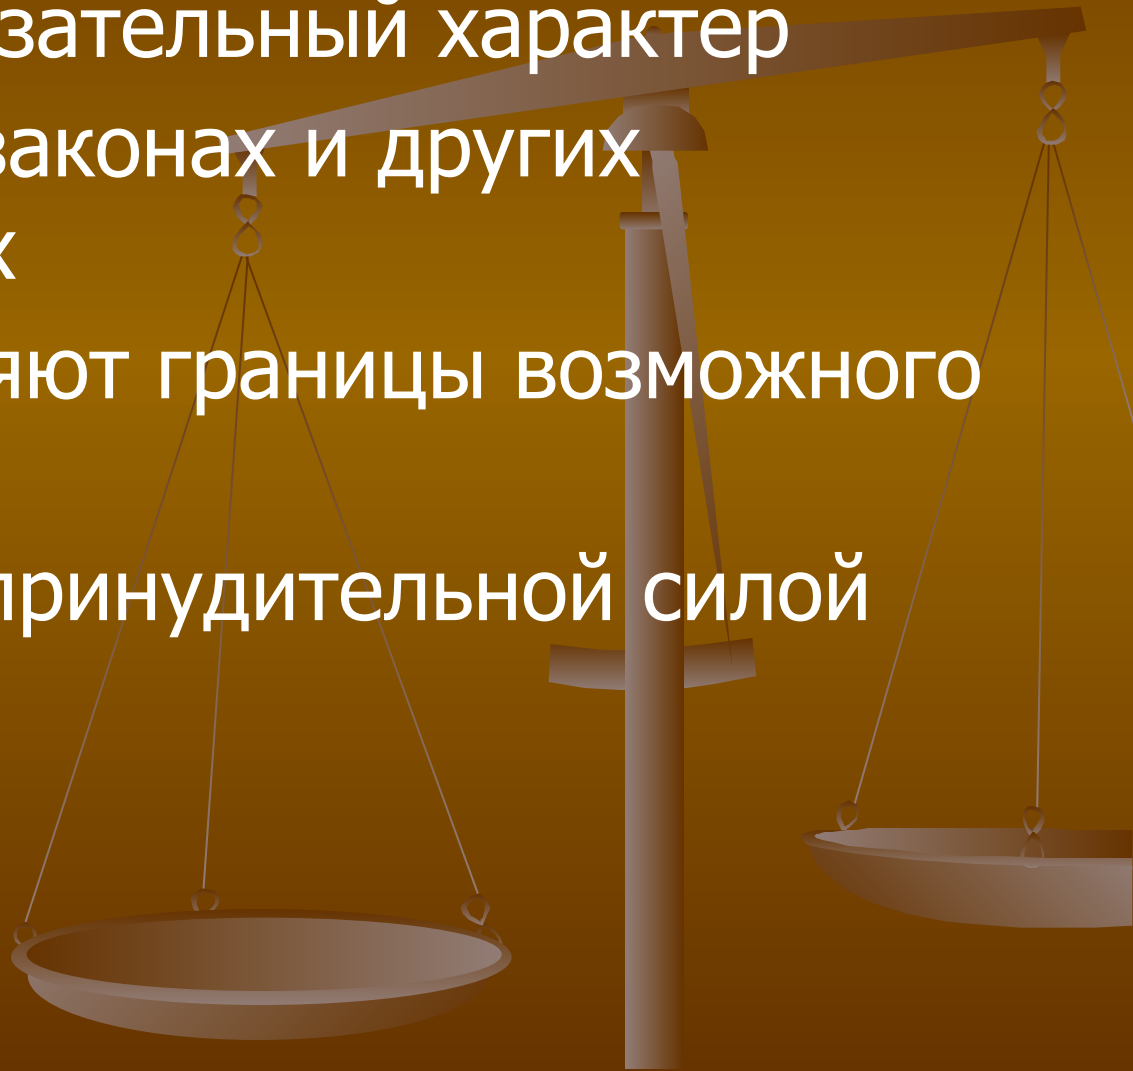 зательный характер
законах и других
х
яют границы возможного
принудительной силой